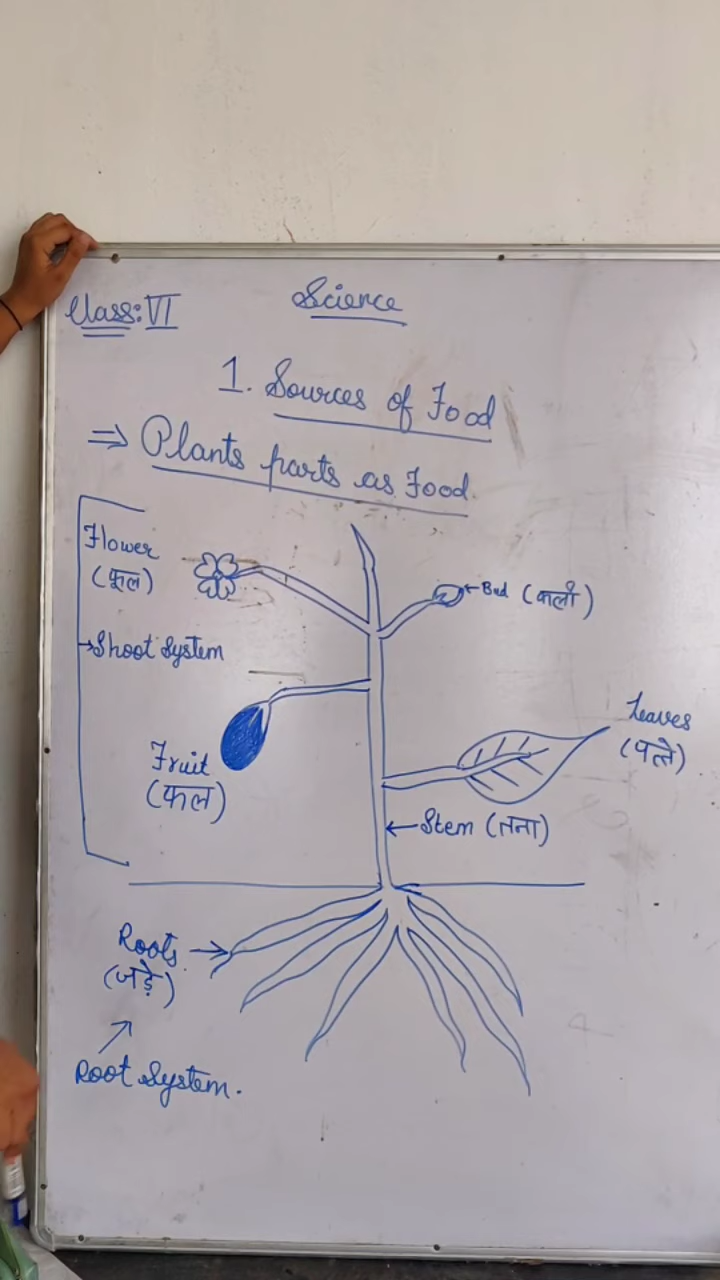 Class: VI
Science
1. Sources of Food
⇒ Plants parts as Food
Flower
(फूल)
←Bud (कली)
→Shoot System
Leaves
(पत्ते)
Fruit
(फल)
←Stem (तना)
Roots →
(जड़े)
Root System.